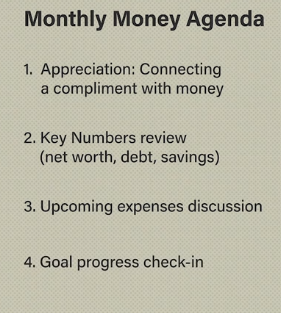 Monthly Money Agenda
1. Appreciation: Connecting
a compliment with money
2. Key Numbers review
(net worth, debt, savings)
3. Upcoming expenses discussion
4. Goal progress check-in